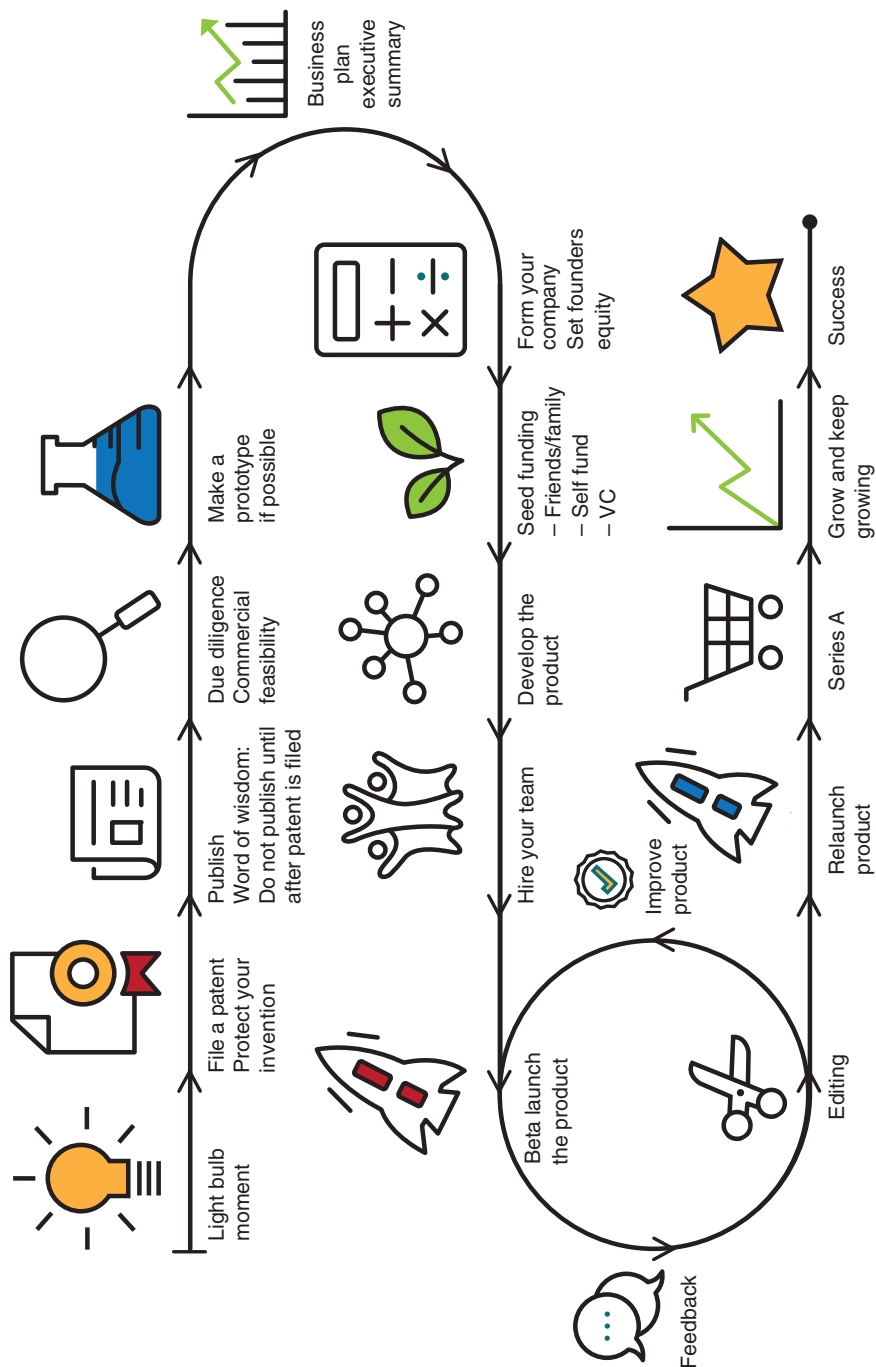 Light bulb
moment
File a patent
Protect your
invention
Publish
Word of wisdom:
Do not publish until
after patent is filed
Due diligence
Commercial
feasibility
Make a
prototype
if possible
Business
plan
executive
summary
Form your
company
Set founders
equity
Seed funding
– Friends/family
– Self fund
– VC
Develop the
product
Hire your team
Beta launch
the product
Feedback
Editing
Improve
product
Relaunch
product
Series A
Grow and keep
growing
Success